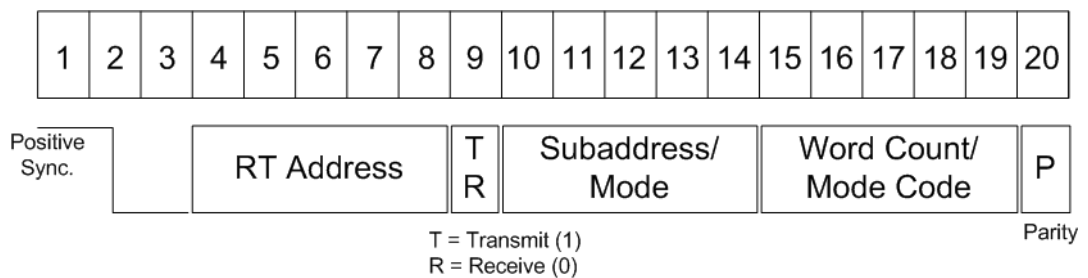 1 2 3 4 5 6 7 8 9 10 11 12 13 14 15 16 17 18 19 20
Positive
Sync.
RT Address
T
R
Subaddress/
Mode
Word Count/
Mode Code
P
Parity
T = Transmit (1)
R = Receive (0)